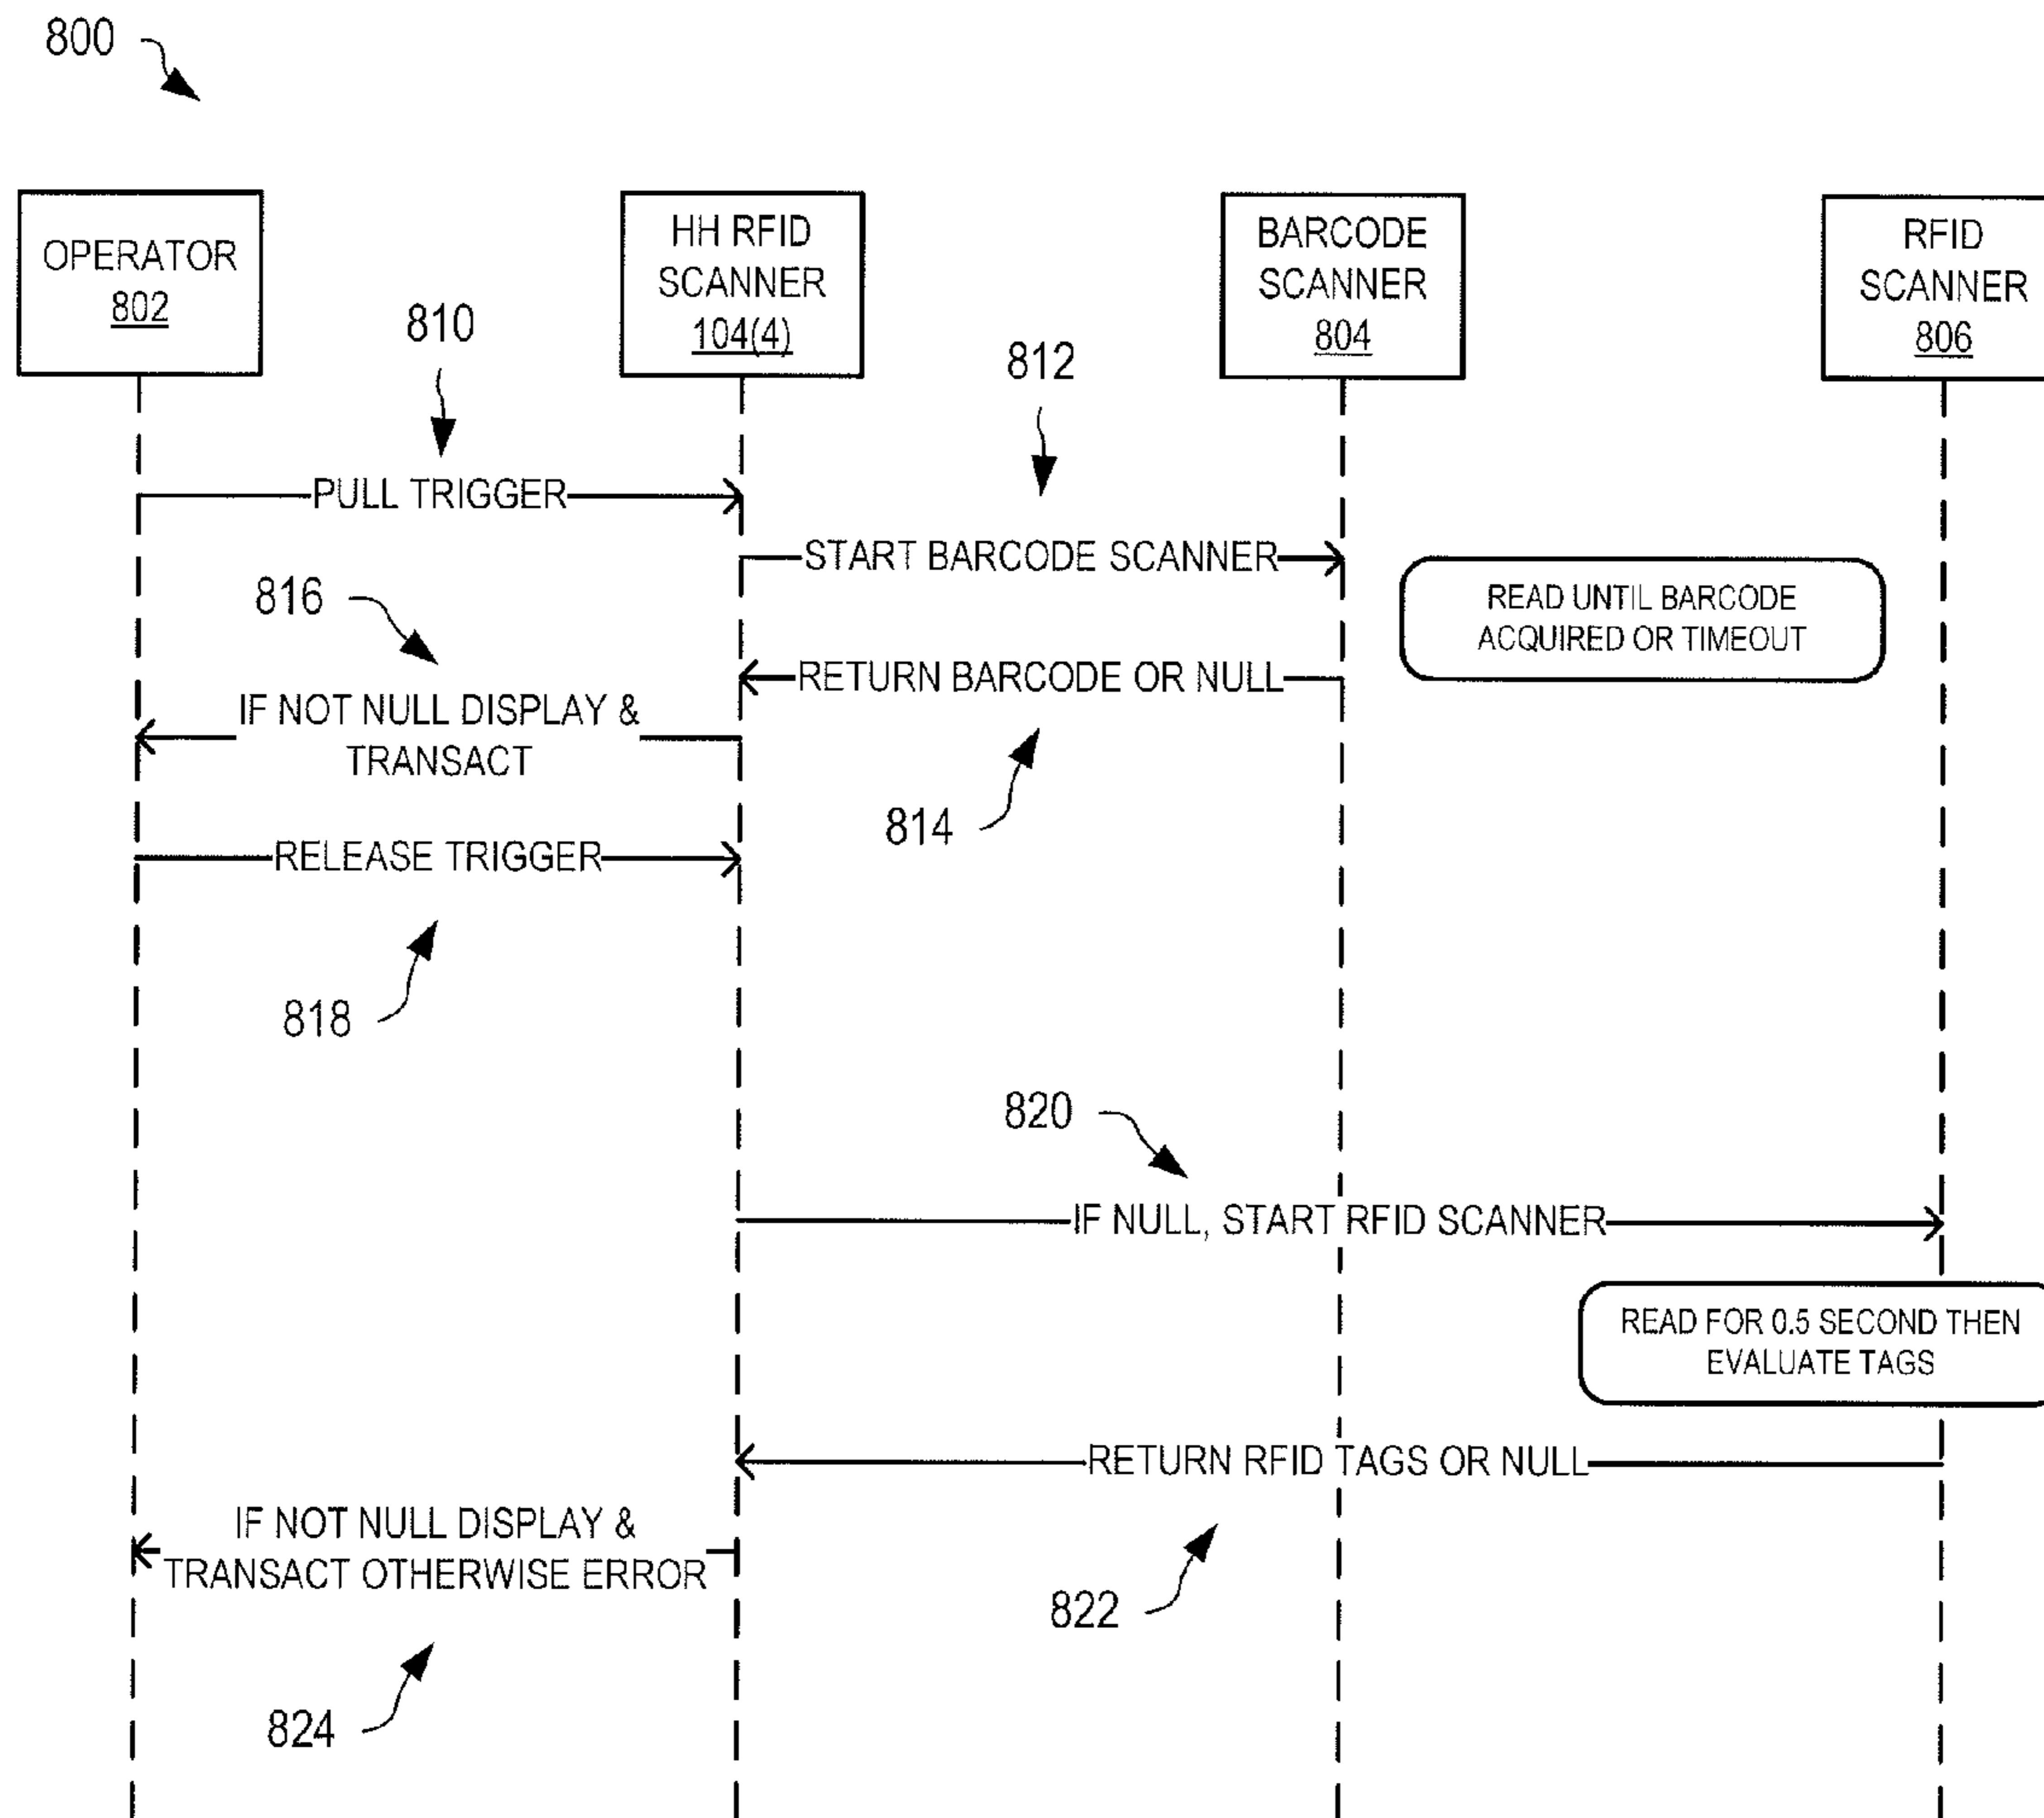 800
OPERATOR
802
HH RFID
SCANNER
104(4)
BARCODE
SCANNER
804
RFID
SCANNER
806
810
PULL TRIGGER
812
START BARCODE SCANNER
READ UNTIL BARCODE
ACQUIRED OR TIMEOUT
816
RETURN BARCODE OR NULL
IF NOT NULL DISPLAY &
TRANSACT
814
RELEASE TRIGGER
818
820
IF NULL, START RFID SCANNER
READ FOR 0.5 SECOND THEN
EVALUATE TAGS
RETURN RFID TAGS OR NULL
IF NOT NULL DISPLAY &
TRANSACT OTHERWISE ERROR
822
824